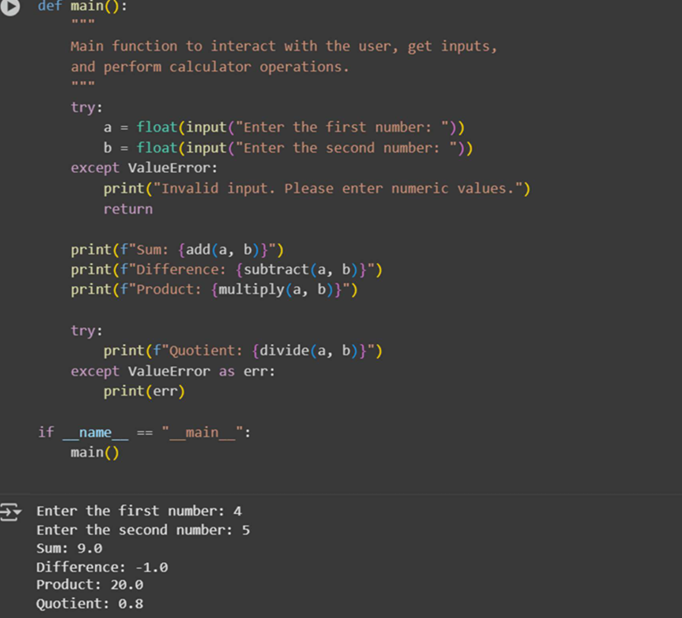 def main():
    """
    Main function to interact with the user, get inputs,
    and perform calculator operations.
    """
    try:
        a = float(input("Enter the first number: "))
        b = float(input("Enter the second number: "))
    except ValueError:
        print("Invalid input. Please enter numeric values.")
        return

    print(f"Sum: {add(a, b)}")
    print(f"Difference: {subtract(a, b)}")
    print(f"Product: {multiply(a, b)}")

    try:
        print(f"Quotient: {divide(a, b)}")
    except ValueError as err:
        print(err)

if __name__ == "__main__":
    main()

Enter the first number: 4
Enter the second number: 5
Sum: 9.0
Difference: -1.0
Product: 20.0
Quotient: 0.8